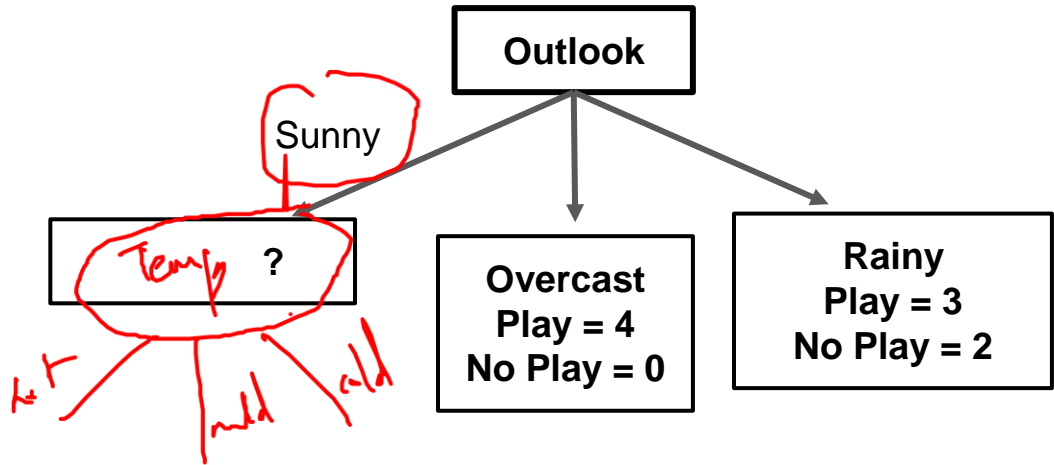 Outlook
Sunny
Temp ?
Overcast
Play = 4
No Play = 0
Rainy
Play = 3
No Play = 2
hot
mild
cold